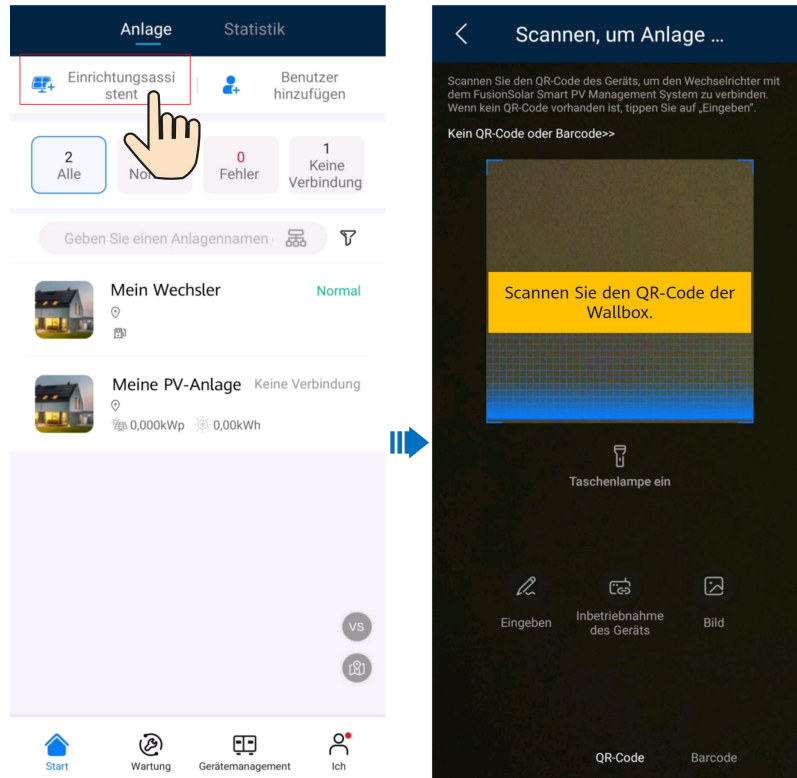 Anlage
Statistik
Einrichtungsassi
stent
Benutzer
hinzufügen
2
Alle
0
Fehler
1
Keine
Verbindung
Geben Sie einen Anlagennamen
Mein Wechsler
Normal
Meine PV-Anlage
Keine Verbindung
0,000kWp
0,00kWh
VS
Start
Wartung
Gerätemanagement
Ich
Scannen, um Anlage ...
Scannen Sie den QR-Code des Geräts, um den Wechselrichter mit
dem FusionSolar Smart PV Management System zu verbinden.
Wenn kein QR-Code vorhanden ist, tippen Sie auf „Eingeben“.
Kein QR-Code oder Barcode>>
Scannen Sie den QR-Code der
Wallbox.
Taschenlampe ein
Eingeben
Inbetriebnahme
des Geräts
Bild
QR-Code
Barcode